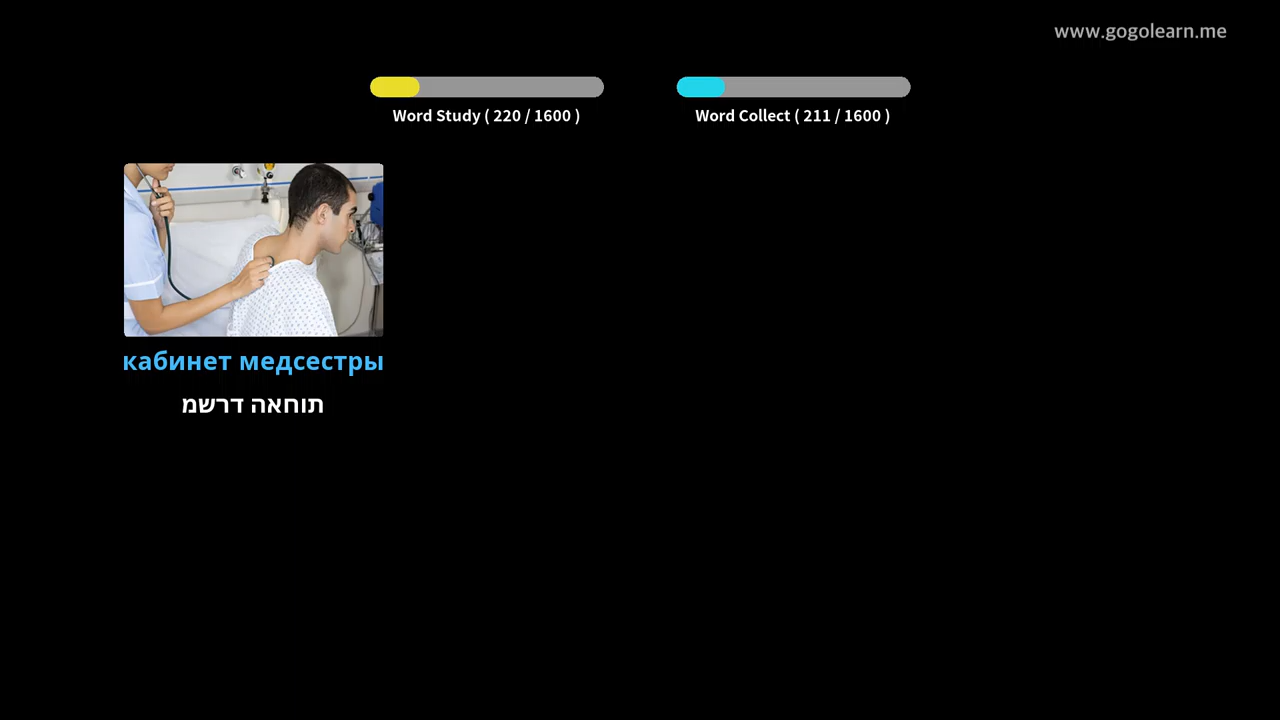 www.gogolearn.me
Word Study ( 220 / 1600 )
Word Collect ( 211 / 1600 )
кабинет медсестры
תוחאה דרשמ